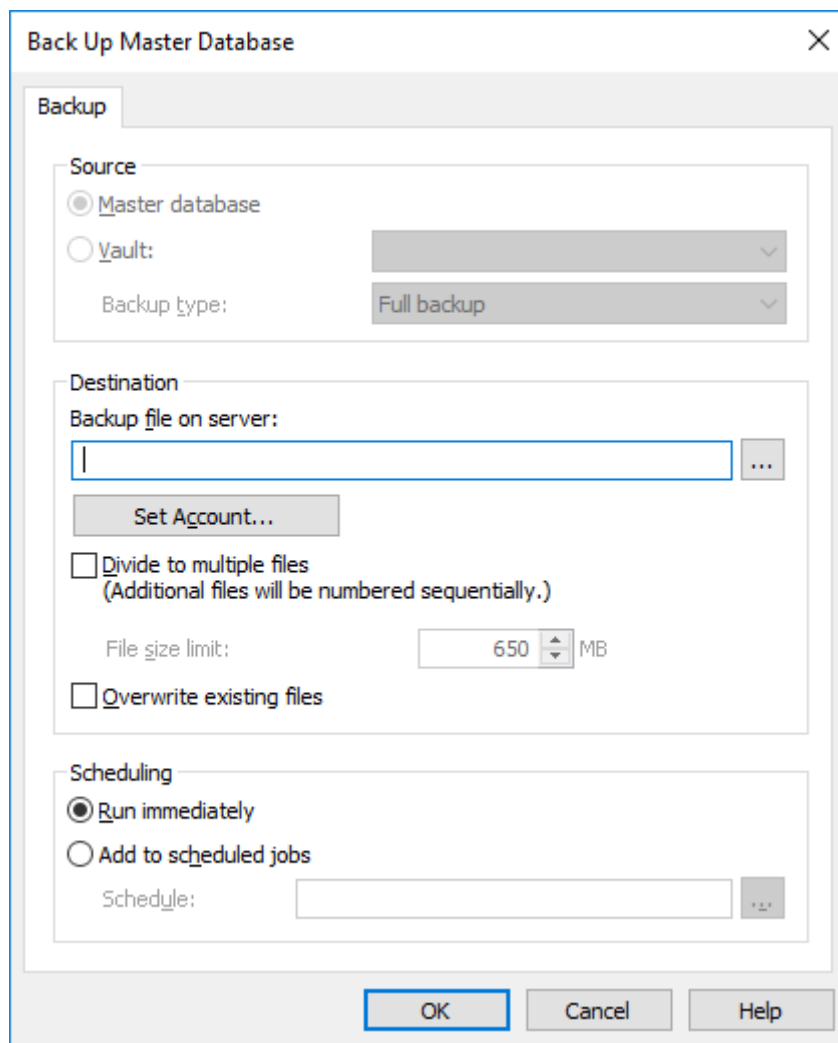 Back Up Master Database
Backup
Source
Master database
Vault:
Backup type: Full backup
Destination
Backup file on server:
...
Set Account...
Divide to multiple files
(Additional files will be numbered sequentially.)
File size limit: 650 MB
Overwrite existing files
Scheduling
Run immediately
Add to scheduled jobs
Schedule: ...
OK Cancel Help